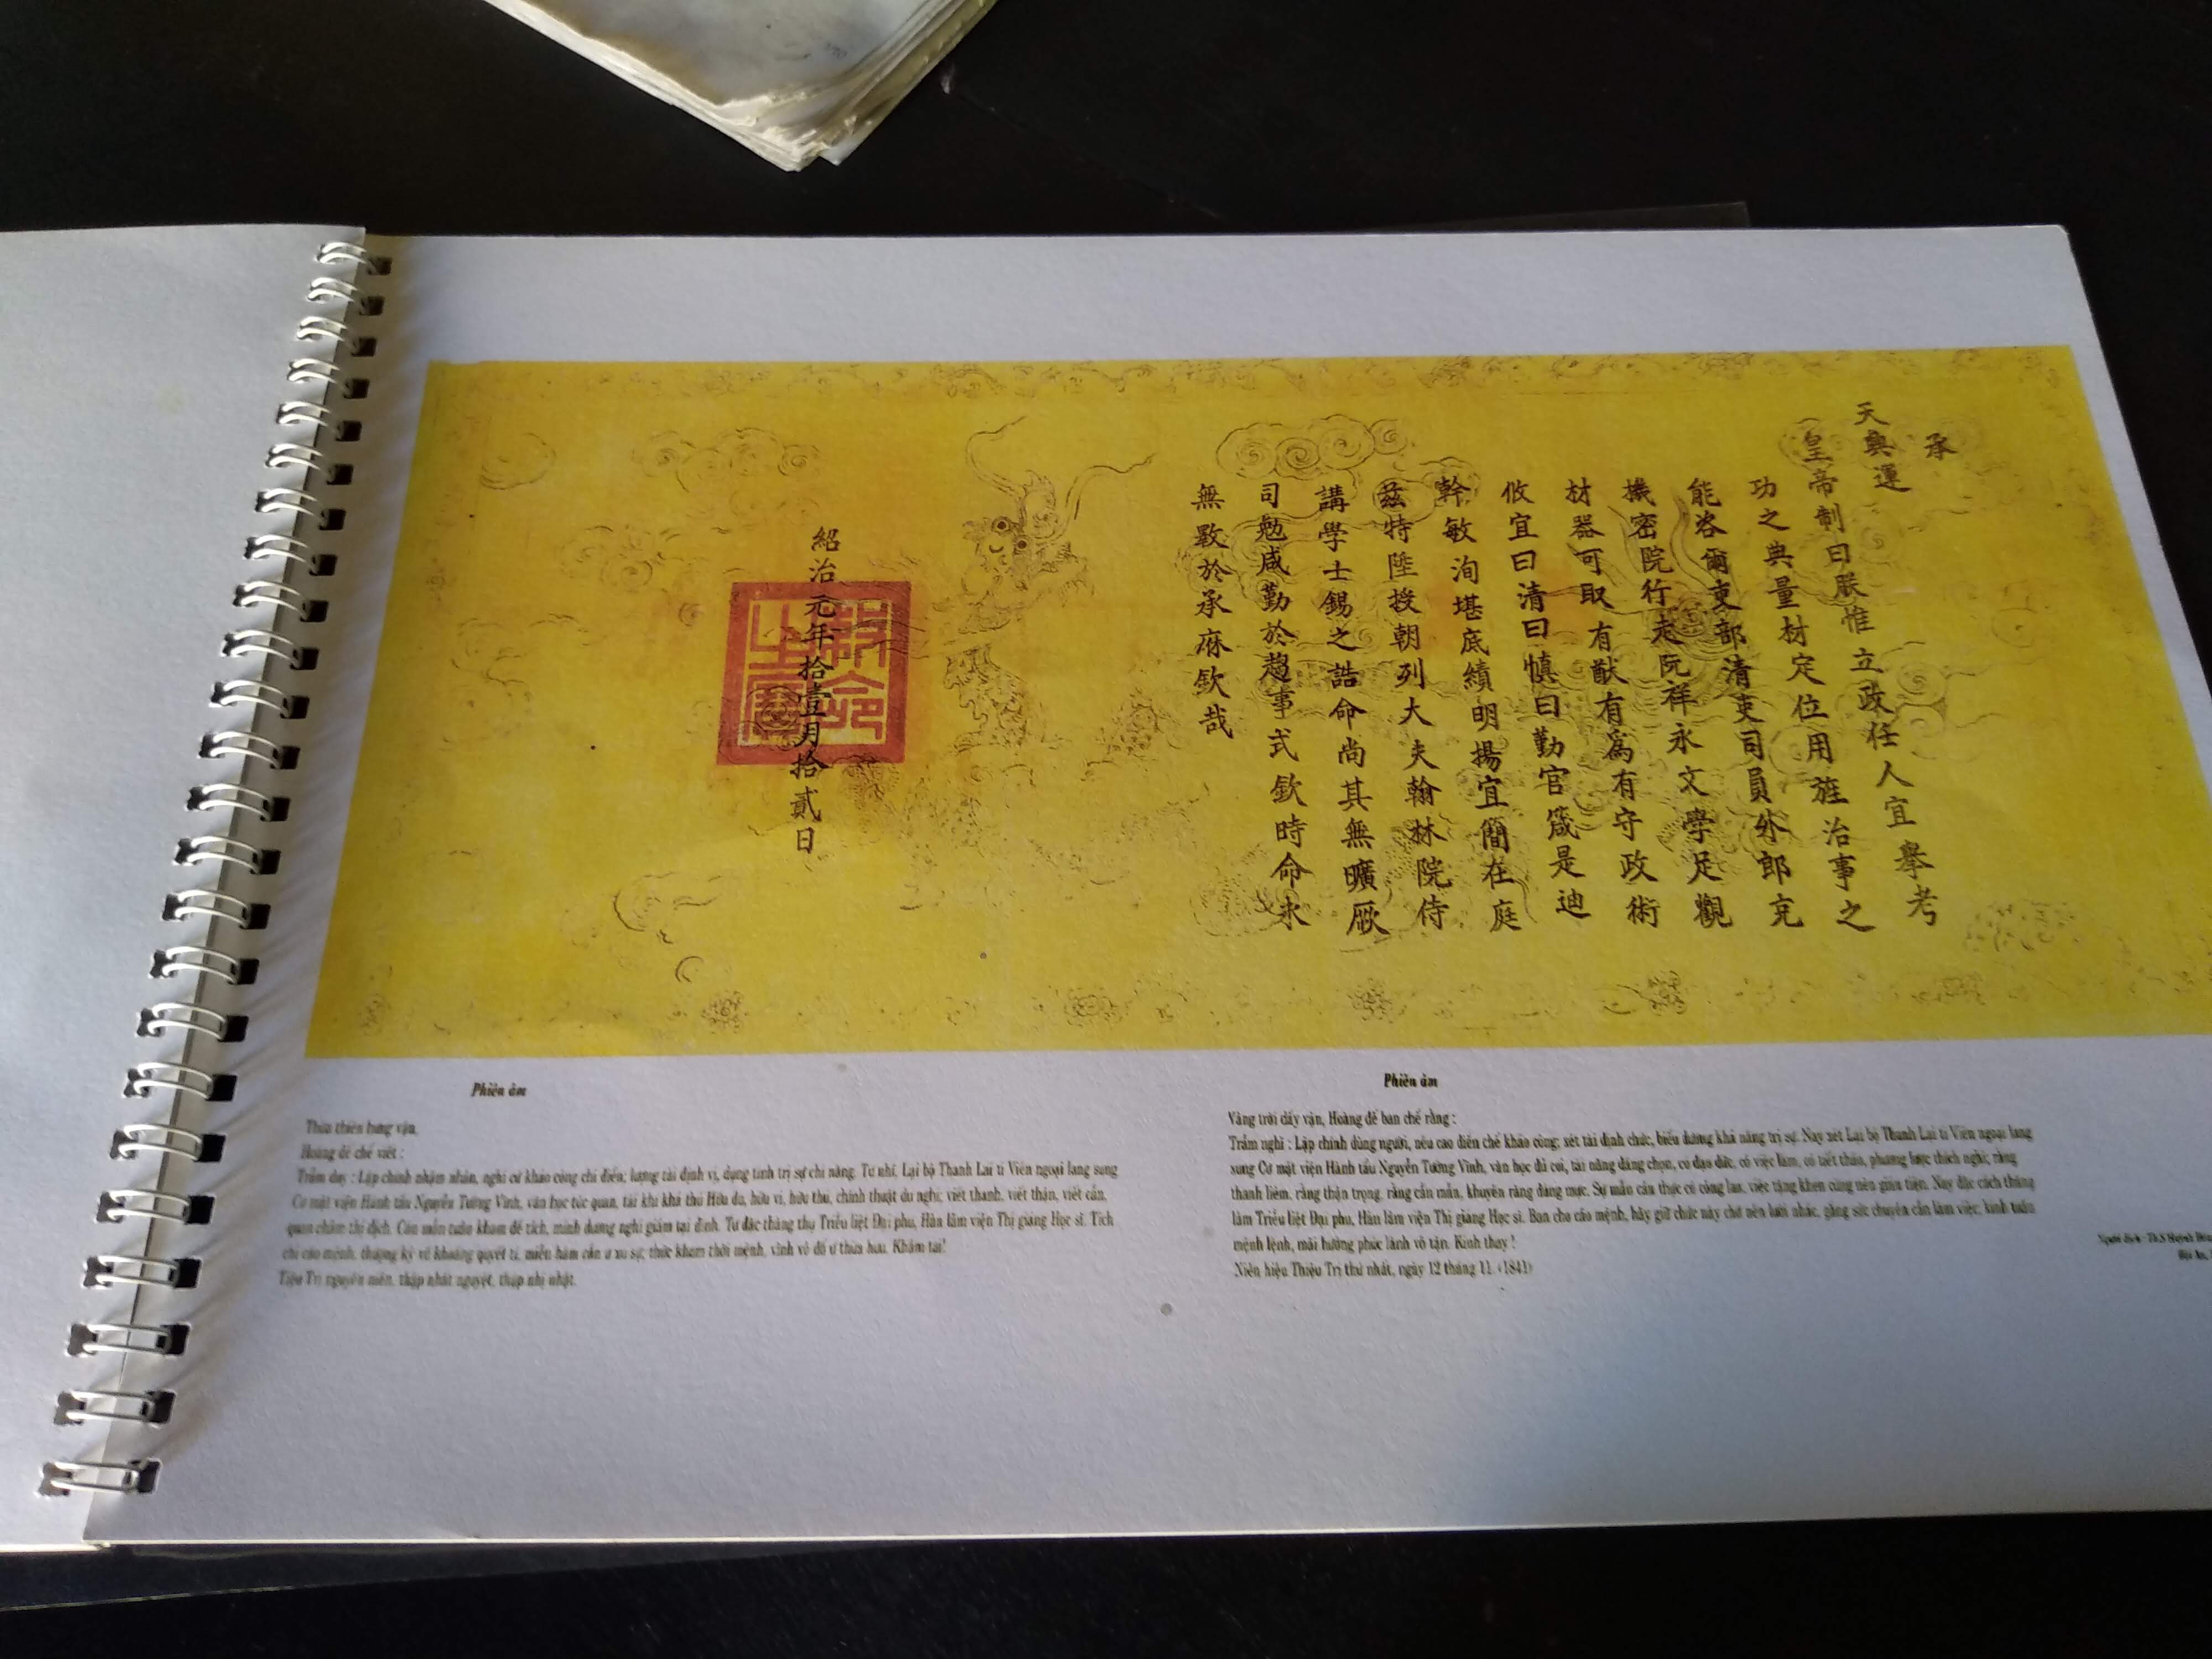 承
天興運
皇帝制曰朕惟立政任人宜舉考
功之典量材定位用旌治事之
能咨爾吏部清吏司員外郎充
機密院行走阮祥永文學足觀
材器可取有猷有爲有守政術
攸宜曰清曰慎曰勤官箴是迪
幹敏洵堪底績明揚宜簡在庭
茲特陞授朝列大夫翰林院侍
講學士錫之誥命尚其無曠厥
司勉咸勤於趨事式欽時命永
無斁於承庥欽哉
紹治元年拾壹月拾貳日
制命之寶
Phiên âm
Thừa thiên hưng vận,
Hoàng đế chế viết :
Trẫm duy : Lập chính nhậm nhân, nghi cử khảo công chi điển; lượng tài định vị, dụng tinh trị sự chi năng. Tư nhĩ, Lại bộ Thanh Lại ti Viên ngoại lang sung
Cơ mật viện Hành tẩu Nguyễn Tường Vĩnh, văn học túc quan, tài khí khả thủ Hữu du, hữu vi, hữu thủ, chính thuật du nghi; viết thanh, viết thận, viết cần,
quan châm thị địch. Cán mẫn tuân kham để tích, minh dương nghi giản tại đình. Tư đặc thăng thụ Triều liệt Đại phu, Hàn lâm viện Thị giảng Học sĩ. Tích
chi cáo mệnh, thượng kỳ vô khoáng quyết ti, miễn hàm cần ư xu sự; thức khâm thời mệnh, vĩnh vô đố ư thừa hưu. Khâm tai!
Thiệu Trị nguyên niên, thập nhất nguyệt, thập nhị nhật.
Phiên âm
Vâng trời dấy vận, Hoàng đế ban chế rằng :
Trẫm nghĩ : Lập chính dùng người, nêu cao điển chế khảo công; xét tài định chức, biểu dương khả năng trị sự. Nay xét Lại bộ Thanh Lại ti Viên ngoại lang
sung Cơ mật viện Hành tẩu Nguyễn Tường Vĩnh, văn học đủ coi, tài năng đáng chọn, có đạo đức, có việc làm, có tiết tháo, phương lược thích nghi; rằng
thanh liêm, rằng thận trọng, rằng cần mẫn, khuyên răn đúng mực. Sự mẫn cán thực có công lao, việc tặng khen cũng nên giữa triều. Nay đặc cách thăng
làm Triều liệt Đại phu, Hàn lâm viện Thị giảng Học sĩ. Ban cho cáo mệnh, hãy giữ chức này chớ nên lười nhác, gắng sức chuyên cần làm việc; kính tuân
mệnh lệnh, mãi hưởng phúc lành vô tận. Kính thay !
Niên hiệu Thiệu Trị thứ nhất, ngày 12 tháng 11. (1841)
Người dịch: Th.S Huỳnh
Hội An,